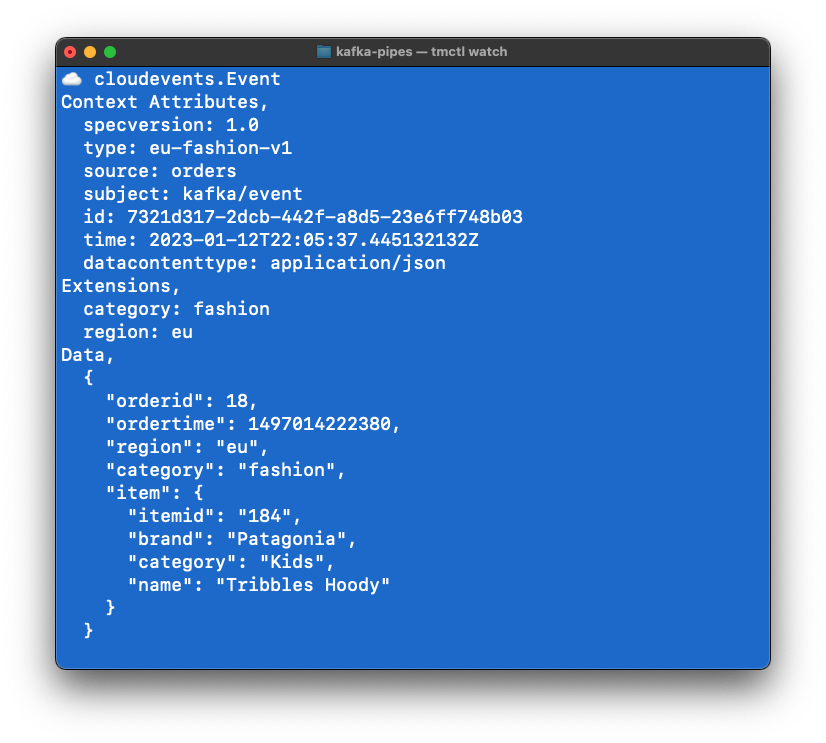 kafka-pipes — tmctl watch
☁️ cloudevents.Event
Context Attributes,
  specversion: 1.0
  type: eu-fashion-v1
  source: orders
  subject: kafka/event
  id: 7321d317-2dcb-442f-a8d5-23e6ff748b03
  time: 2023-01-12T22:05:37.445132132Z
  datacontenttype: application/json
Extensions,
  category: fashion
  region: eu
Data,
  {
    "orderid": 18,
    "ordertime": 1497014222380,
    "region": "eu",
    "category": "fashion",
    "item": {
      "itemid": "184",
      "brand": "Patagonia",
      "category": "Kids",
      "name": "Tribbles Hoody"
    }
  }